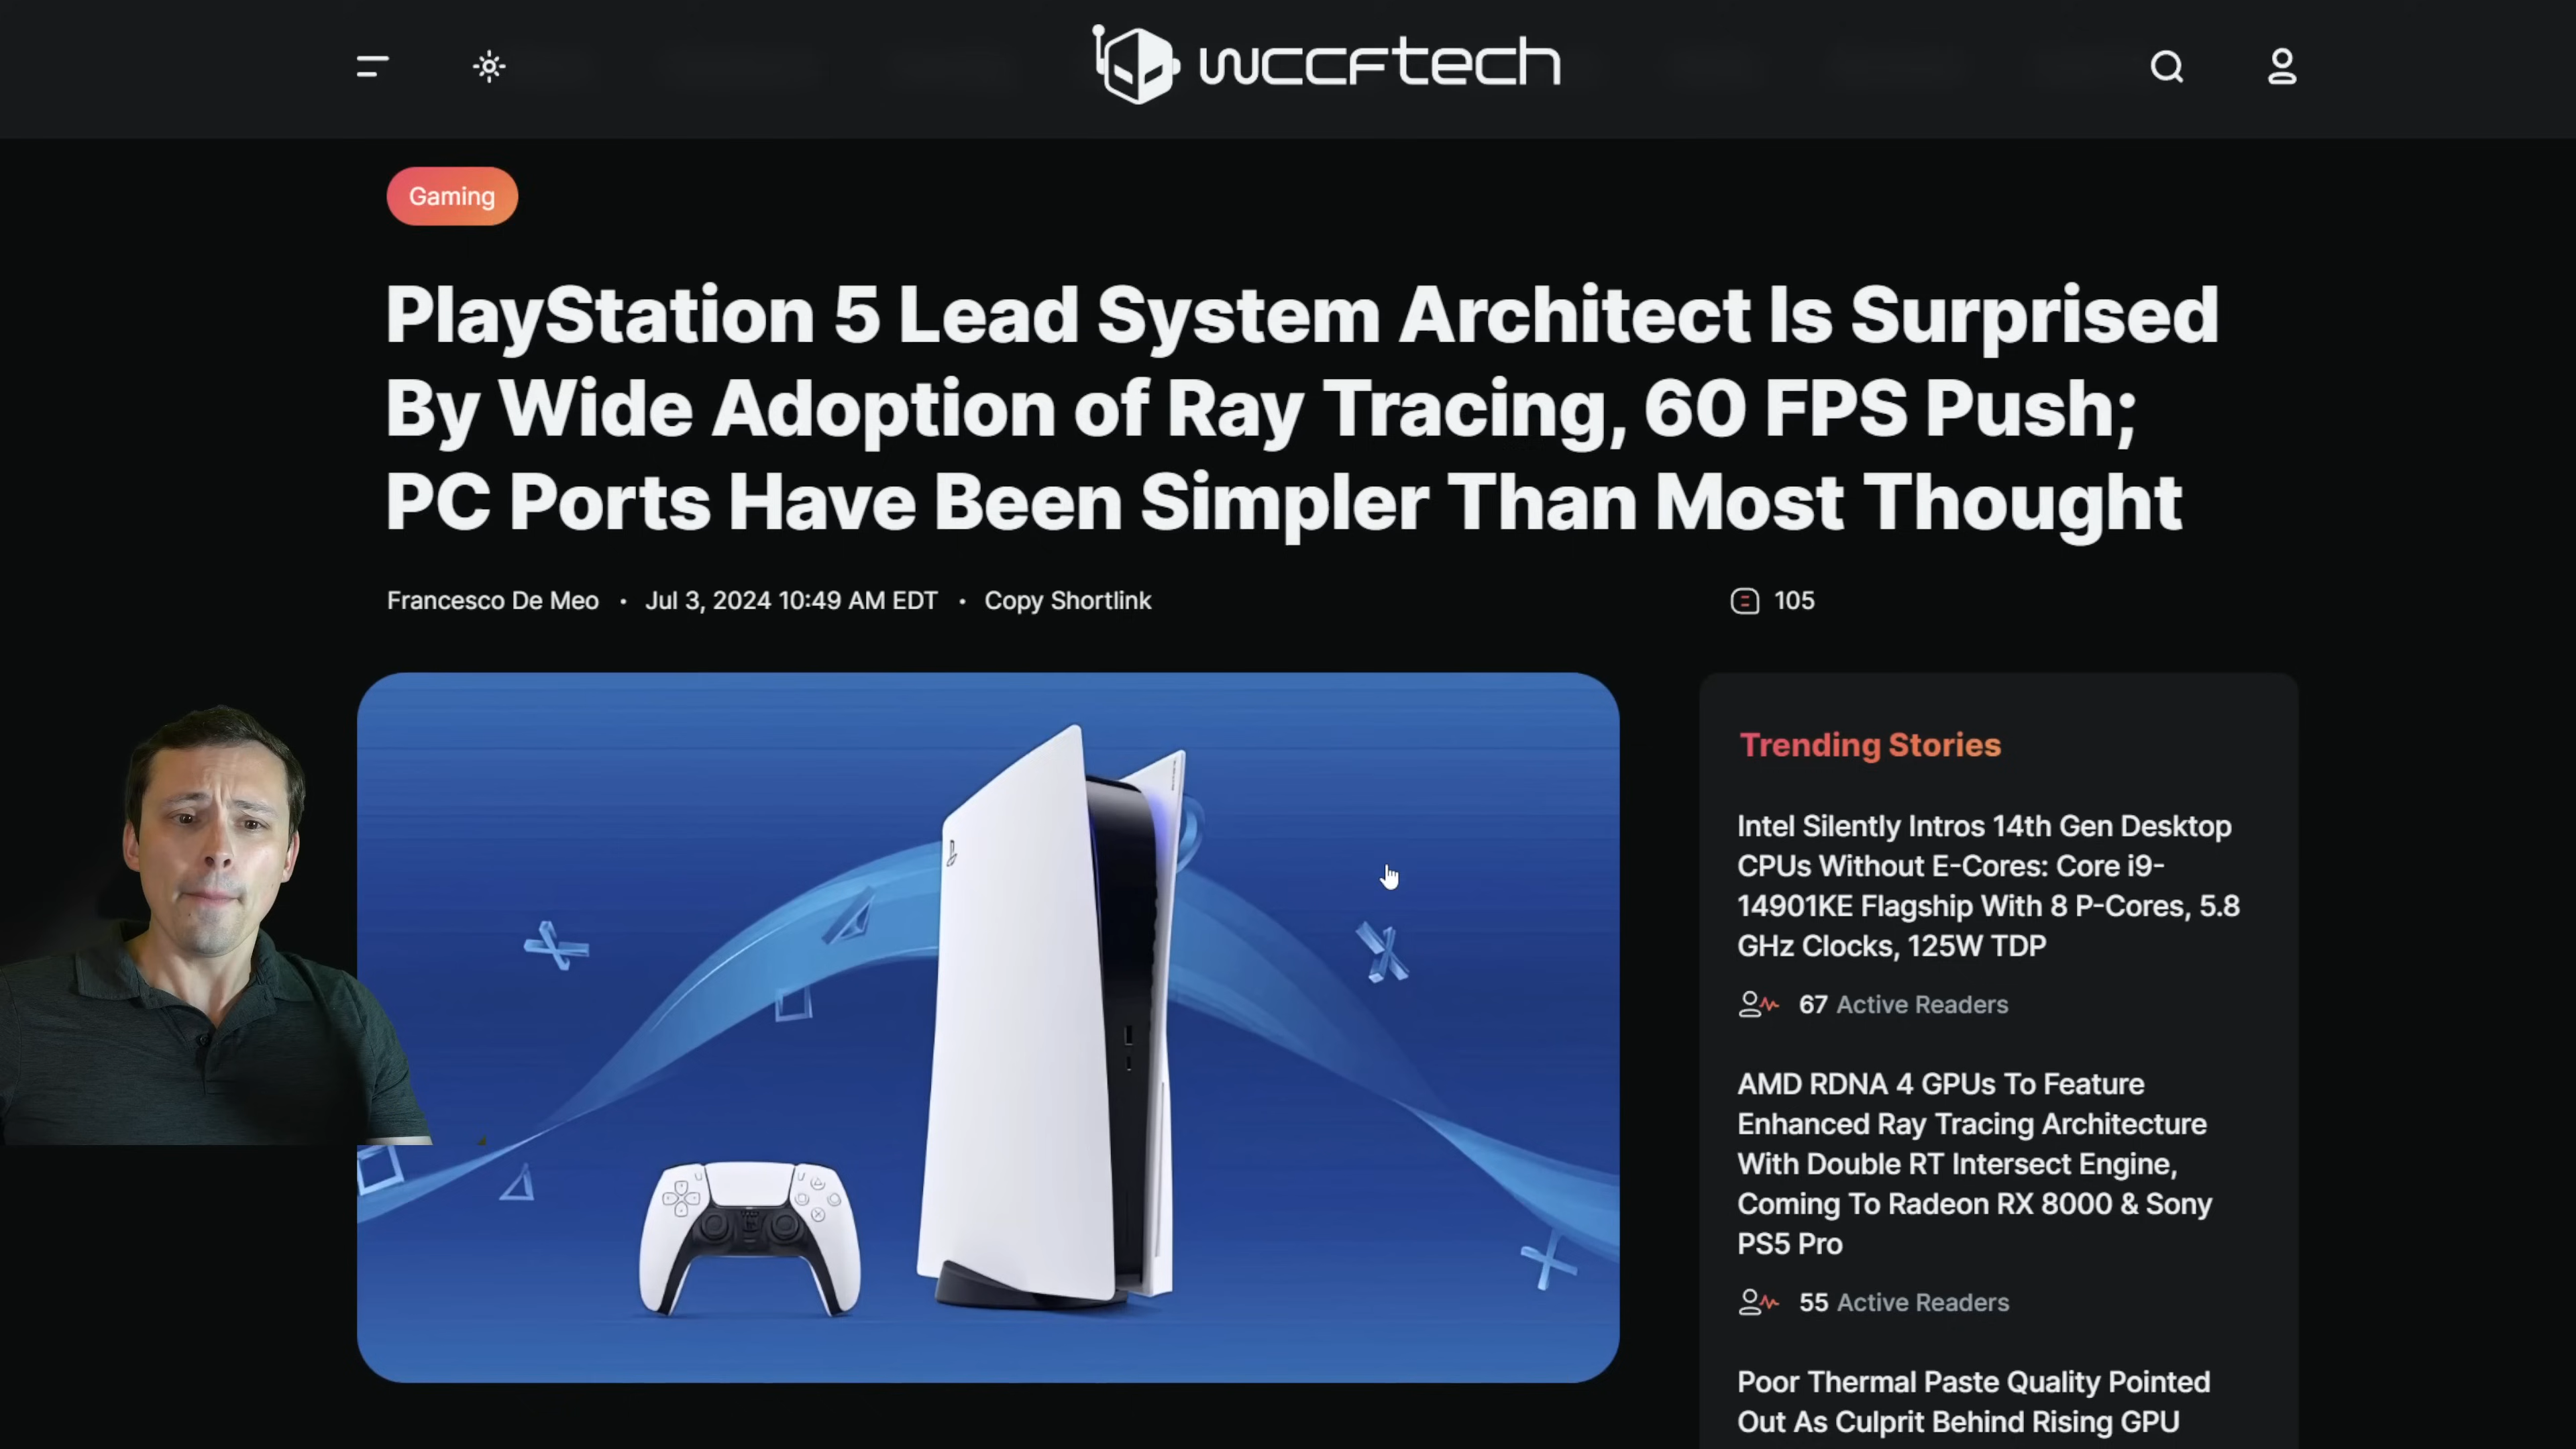 wccftech
Gaming
PlayStation 5 Lead System Architect Is Surprised
By Wide Adoption of Ray Tracing, 60 FPS Push;
PC Ports Have Been Simpler Than Most Thought
Francesco De Meo • Jul 3, 2024 10:49 AM EDT • Copy Shortlink
105
Trending Stories
Intel Silently Intros 14th Gen Desktop
CPUs Without E-Cores: Core i9-
14901KE Flagship With 8 P-Cores, 5.8
GHz Clocks, 125W TDP
67 Active Readers
AMD RDNA 4 GPUs To Feature
Enhanced Ray Tracing Architecture
With Double RT Intersect Engine,
Coming To Radeon RX 8000 & Sony
PS5 Pro
55 Active Readers
Poor Thermal Paste Quality Pointed
Out As Culprit Behind Rising GPU